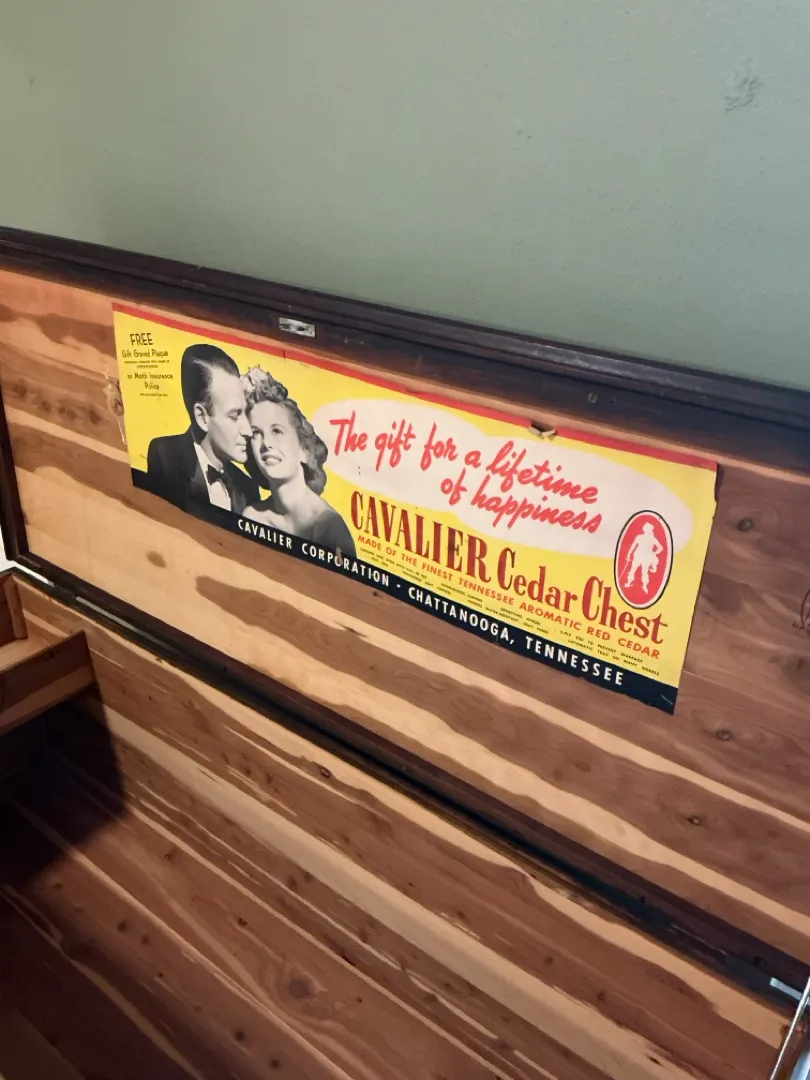 FREE
Gift Grand Plaque
or Moth Insurance
Policy
The gift for a lifetime
of happiness
CAVALIER Cedar Chest
MADE OF THE FINEST TENNESSEE AROMATIC RED CEDAR
CAVALIER CORPORATION - CHATTANOOGA, TENNESSEE